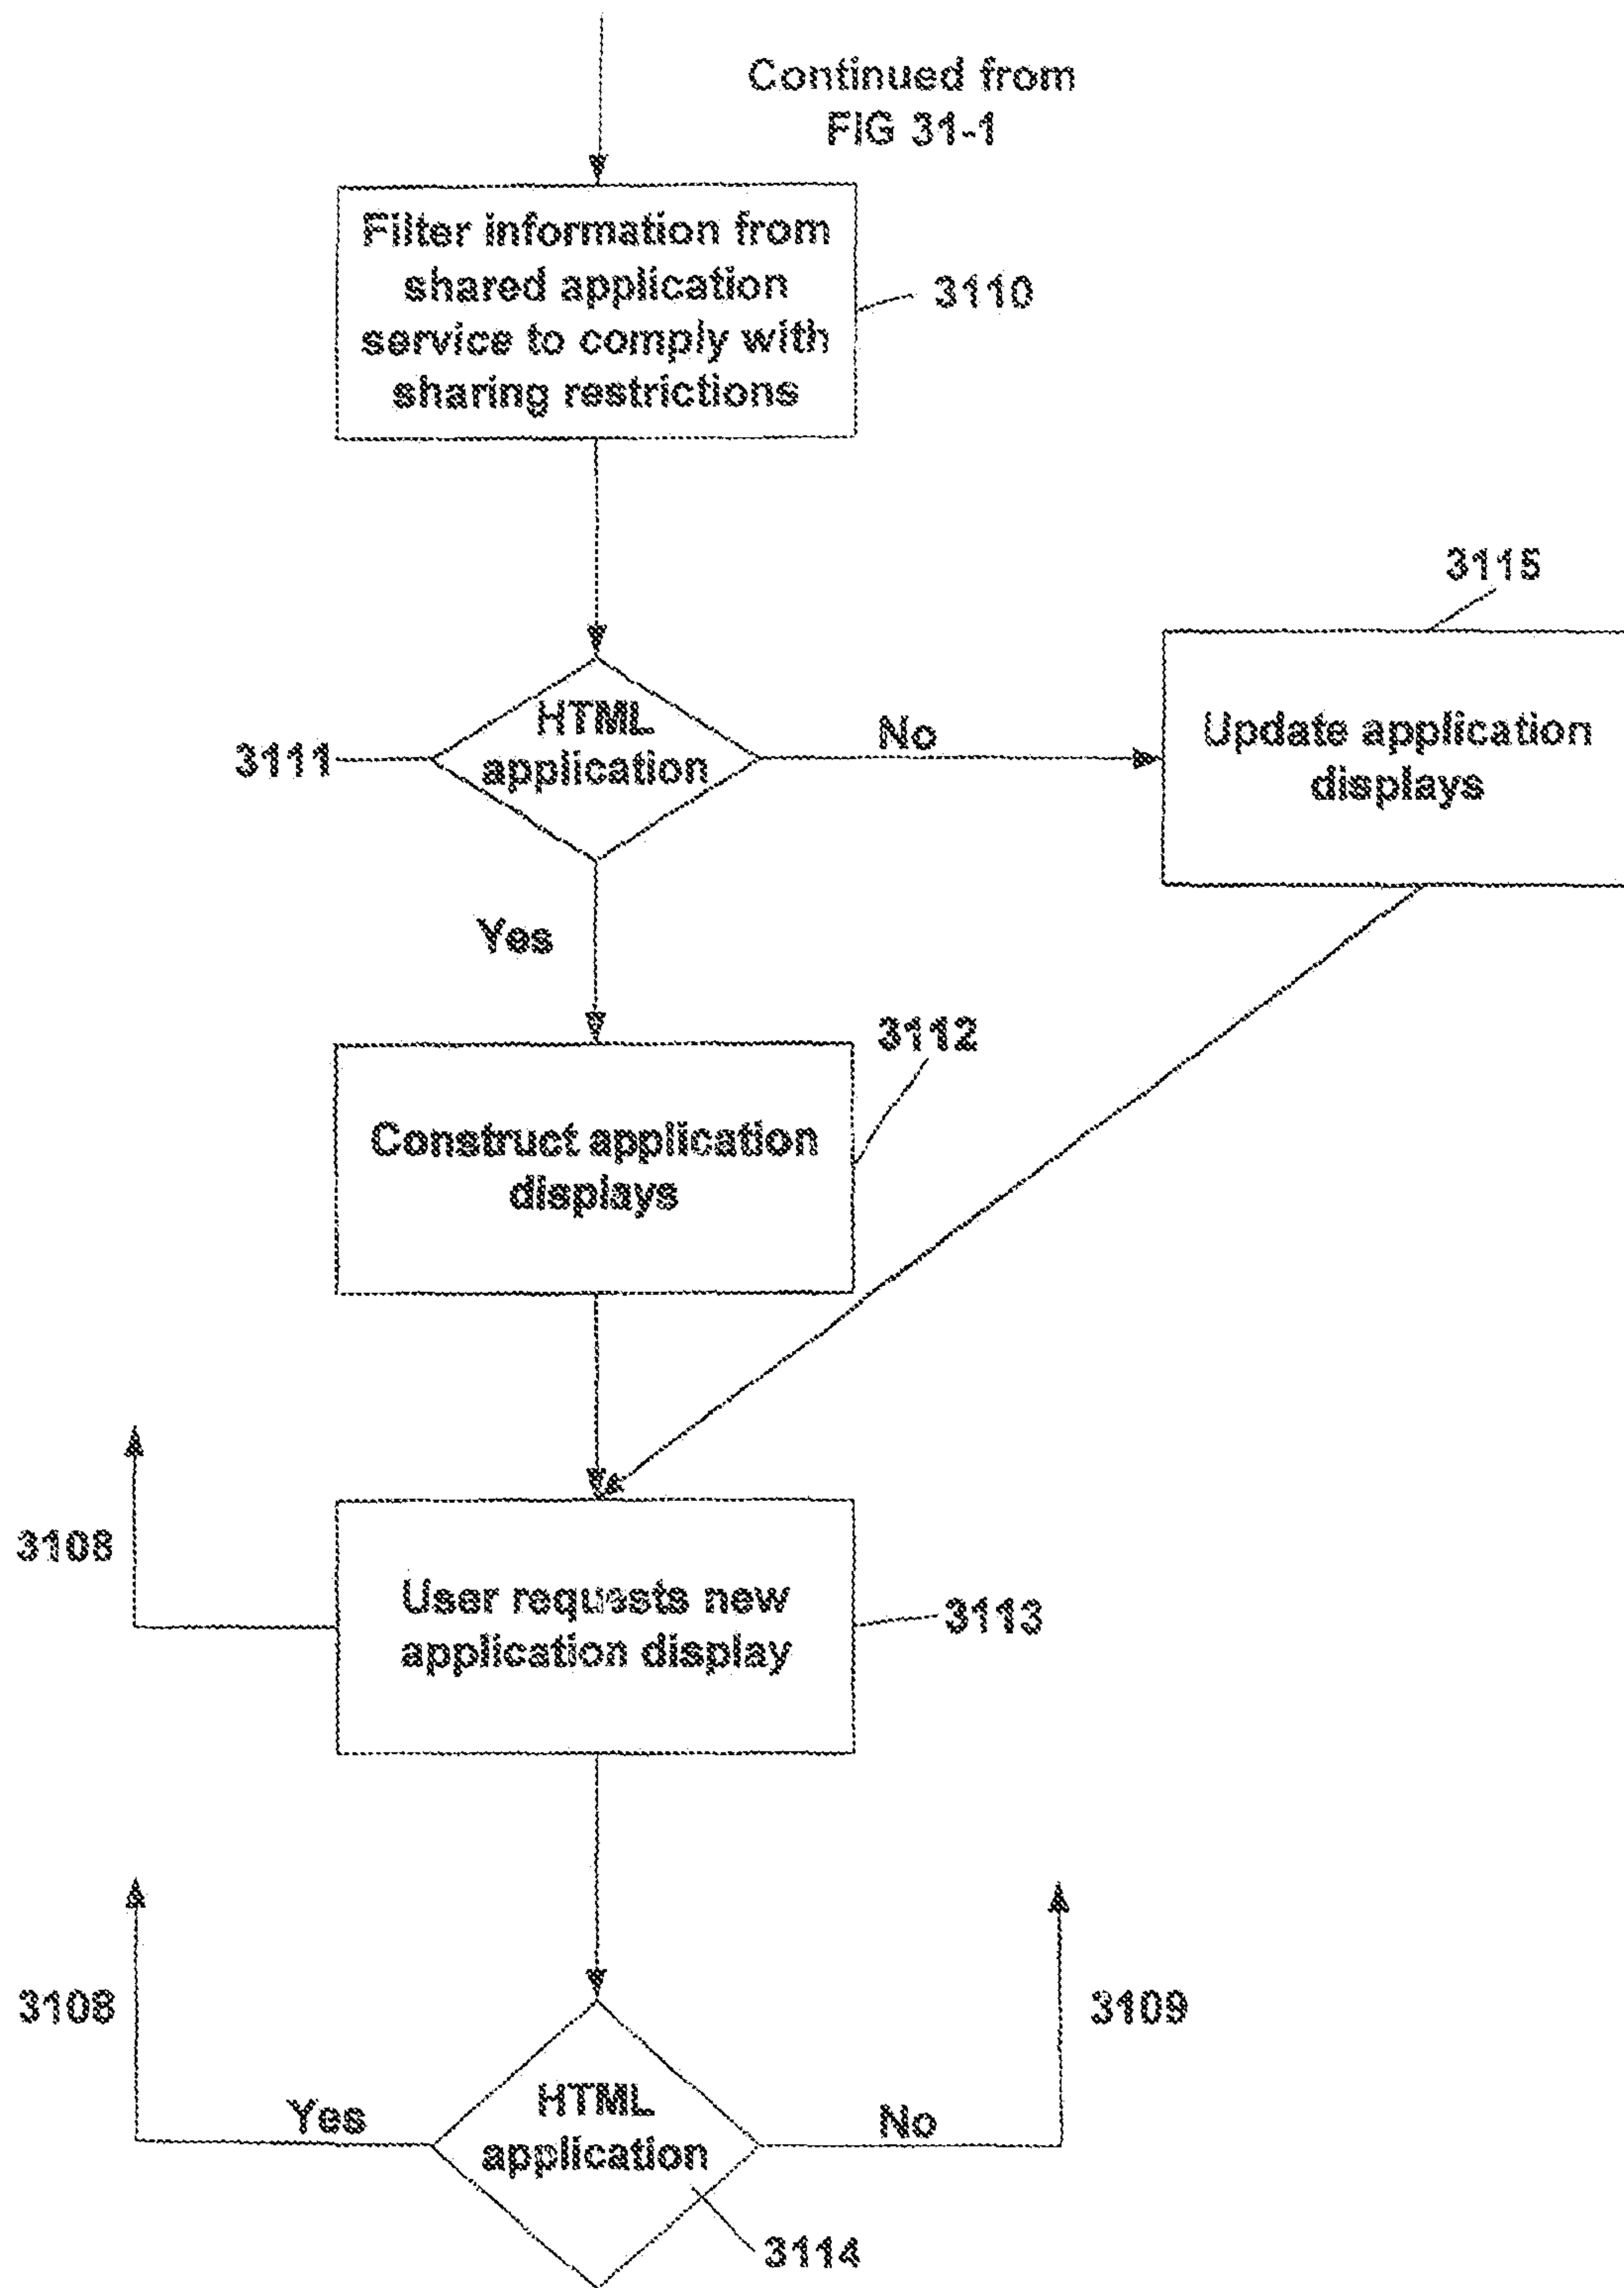 Continued from
FIG 31-1
Filter information from
shared application
service to comply with
sharing restrictions
3110
3115
HTML
application
3111
No
Update application
displays
Yes
3112
Construct application
displays
3108
User requests new
application display
3113
3108
3109
Yes
HTML
application
No
3114